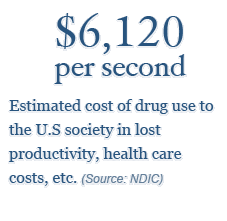 $6,120
per second
Estimated cost of drug use to
the U.S society in lost
productivity, health care
costs, etc. (Source: NDIC)